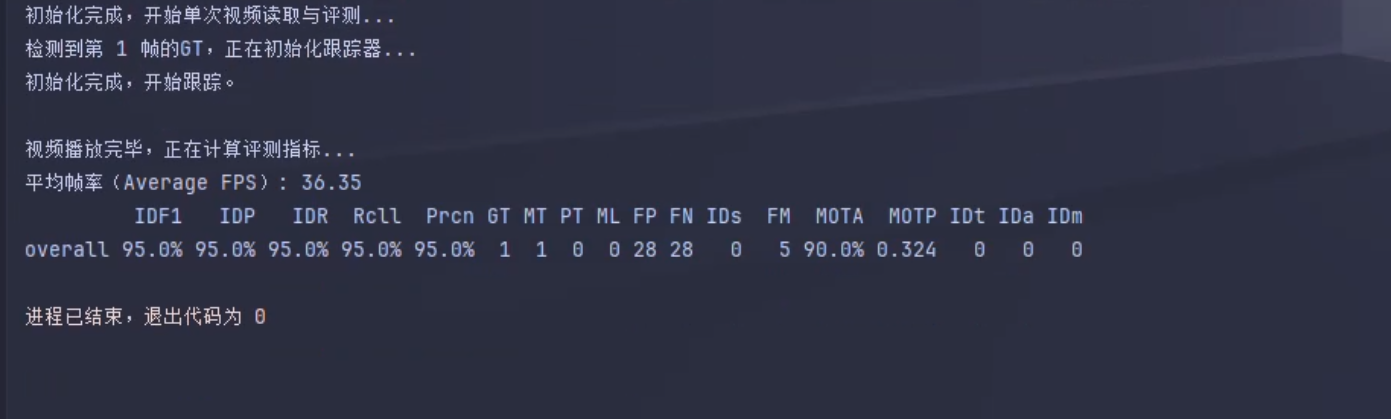 初始化完成，开始单次视频读取与评测...
检测到第 1 帧的GT，正在初始化跟踪器...
初始化完成，开始跟踪。
视频播放完毕，正在计算评测指标...
平均帧率（Average FPS）: 36.35
IDF1 IDP IDR Rcll Prcn GT MT PT ML FP FN IDs FM MOTA MOTP IDt IDa IDm
overall 95.0% 95.0% 95.0% 95.0% 95.0% 1 1 0 0 28 28 0 5 90.0% 0.324 0 0 0
进程已结束，退出代码为 0